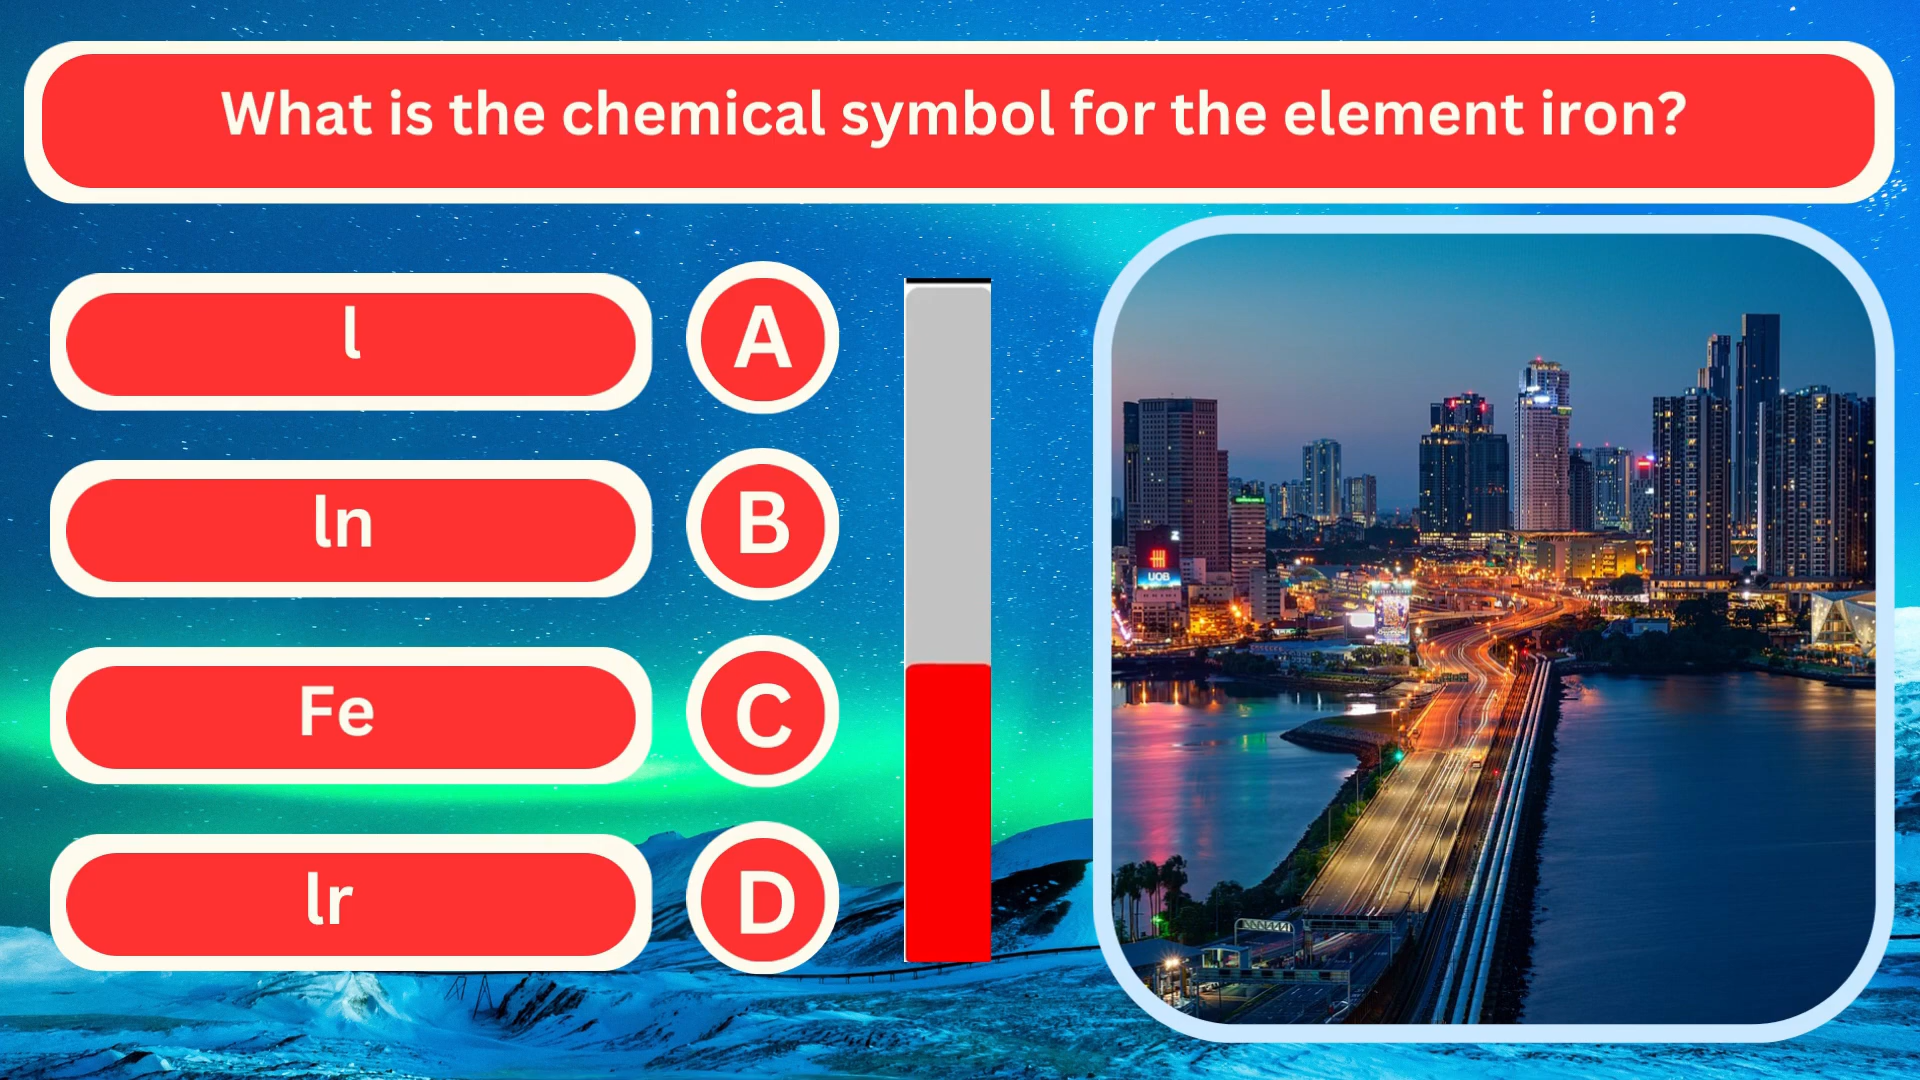 What is the chemical symbol for the element iron?
l
A
ln
B
Fe
C
lr
D
UOB